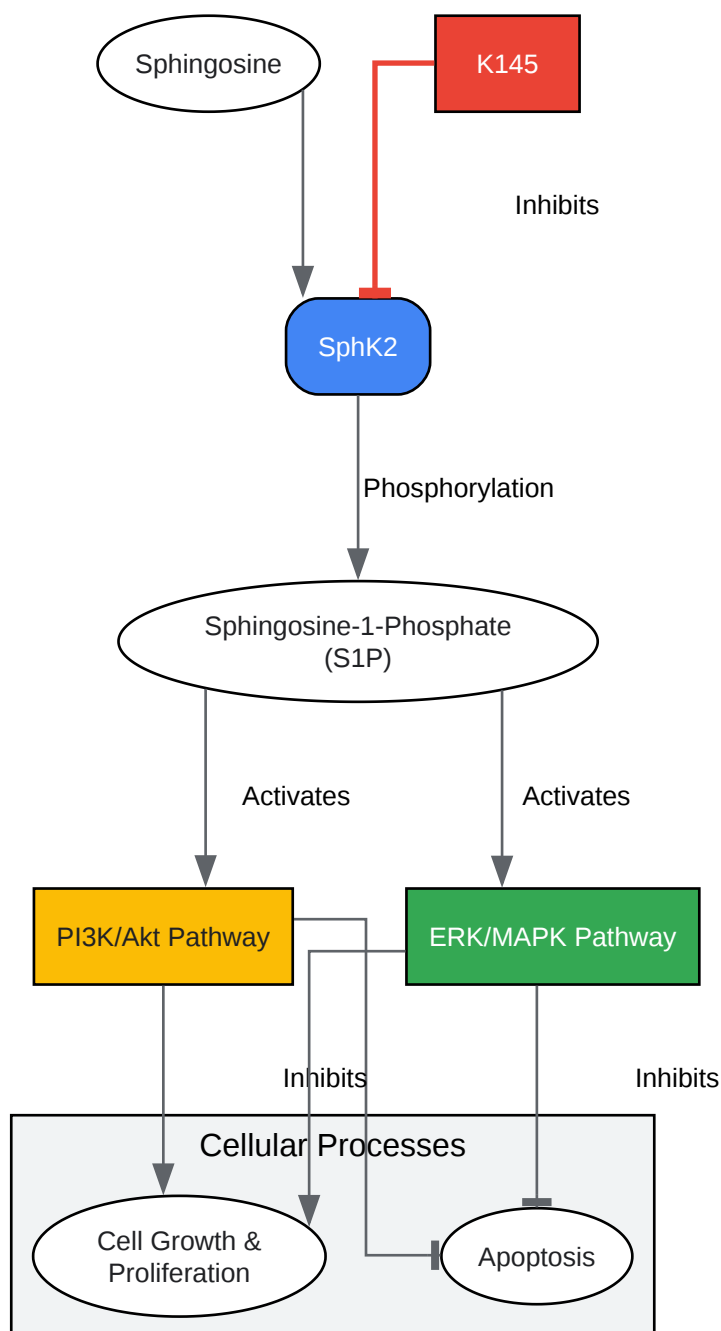 Sphingosine
K145
Inhibits
SphK2
Phosphorylation
Sphingosine-1-Phosphate
(S1P)
Activates
Activates
PI3K/Akt Pathway
ERK/MAPK Pathway
Inhibits
Inhibits
Cellular Processes
Cell Growth &
Proliferation
Apoptosis